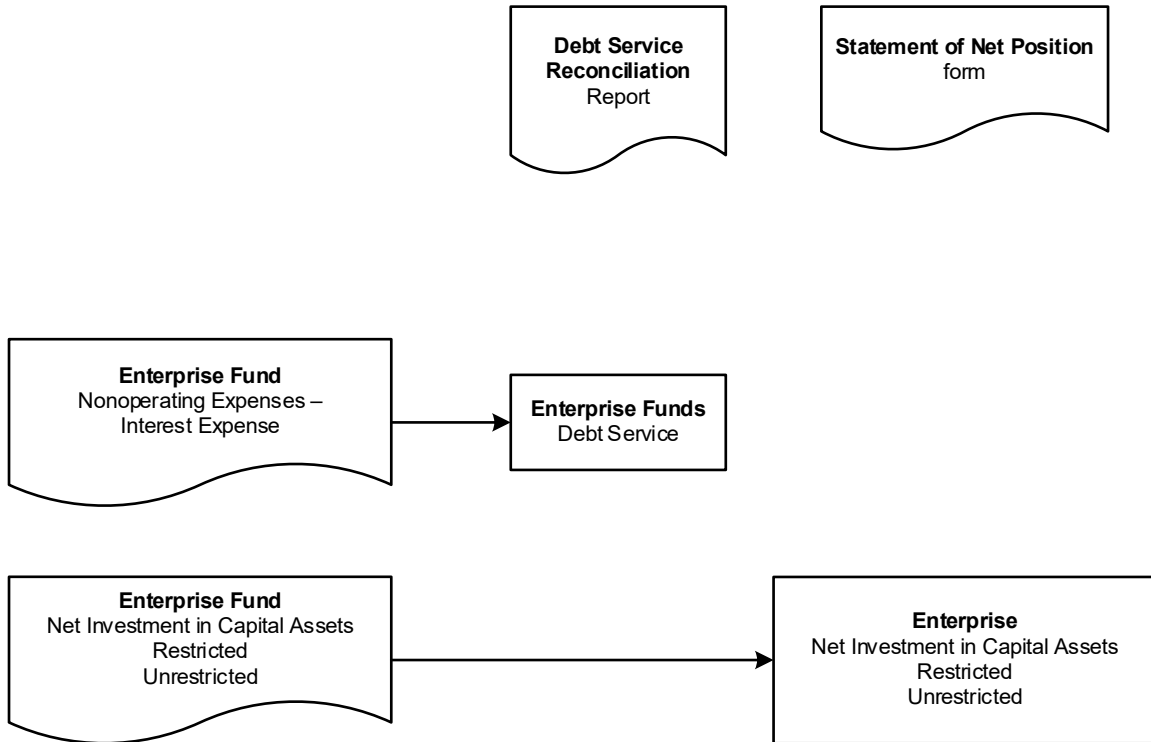 Debt Service
Reconciliation
Report
Statement of Net Position
form
Enterprise Fund
Nonoperating Expenses –
Interest Expense
Enterprise Funds
Debt Service
Enterprise Fund
Net Investment in Capital Assets
Restricted
Unrestricted
Enterprise
Net Investment in Capital Assets
Restricted
Unrestricted